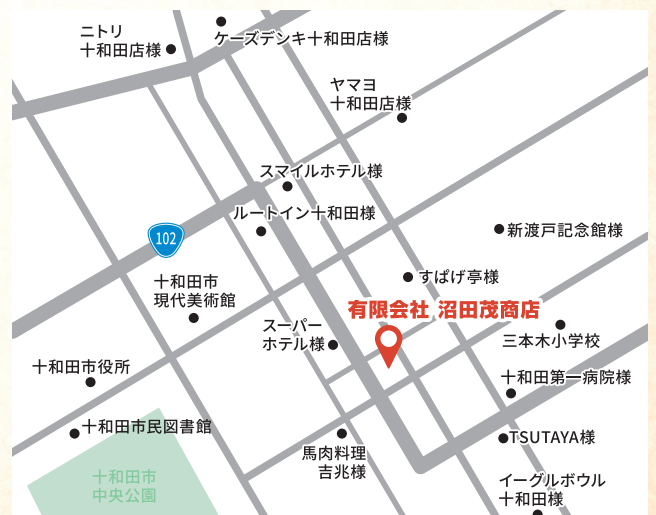 ニトリ
十和田店様
ケーズデンキ十和田店様
ヤマヨ
十和田店様
スマイルホテル様
ルートイン十和田様
102
新渡戸記念館様
十和田市
現代美術館
すぱげ亭様
有限会社 沼田茂商店
スーパー
ホテル様
三本木小学校
十和田市役所
十和田第一病院様
十和田市民図書館
TSUTAYA様
馬肉料理
吉兆様
十和田市
中央公園
イーグルボウル
十和田様